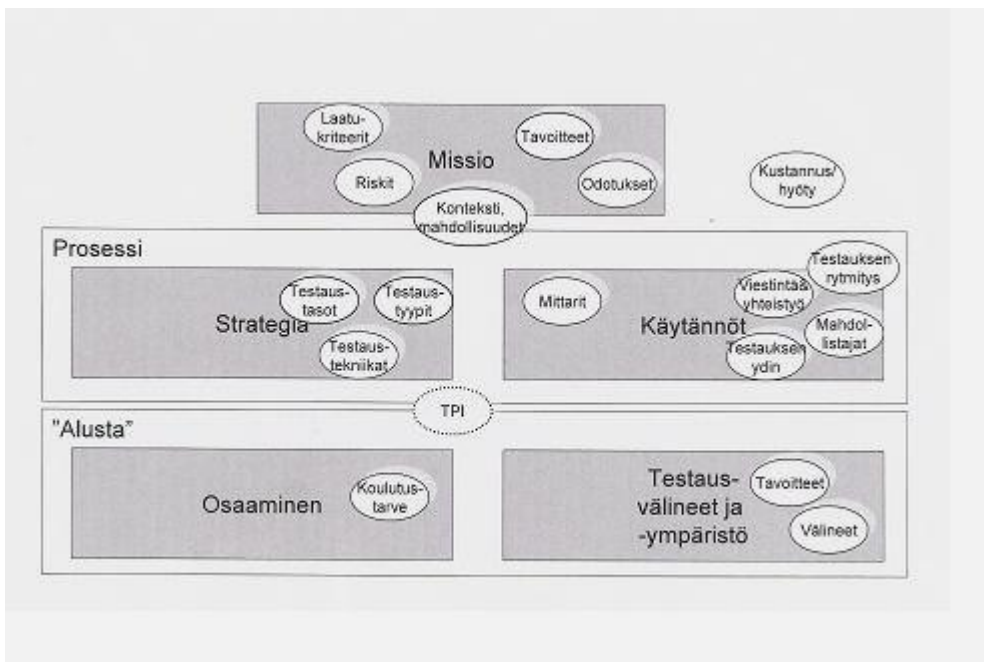 Laatu-
kriteerit
Tavoitteet
Missio
Riskit
Odotukset
Kustannus/
hyöty
Konteksti,
mahdollisuudet
Prosessi
Testaus-
tasot
Testaus-
tyypit
Strategia
Testaus-
tekniikat
Mittarit
Viestintä&
yhteistyö
Testauksen
rytmitys
Käytännöt
Mahdol-
listajat
Testauksen
ydin
TPI
"Alusta"
Osaaminen
Koulutus-
tarve
Testaus-
välineet ja
-ympäristö
Tavoitteet
Välineet